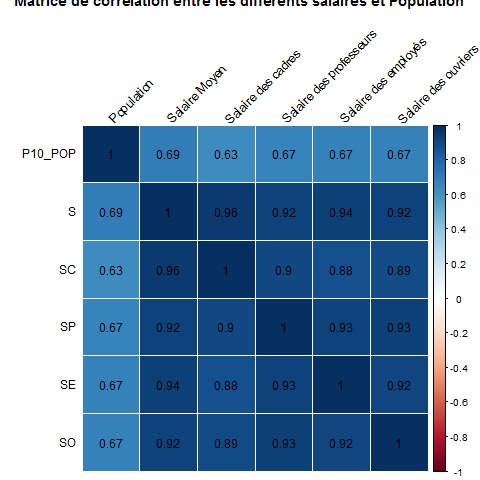 Matrice de corrélation entre les différents salaires et Population
Population
Salaire Moyen
Salaire des cadres
Salaire des professeurs
Salaire des employés
Salaire des ouvriers
P10_POP 1 0.69 0.63 0.67 0.67 0.67
S 0.69 1 0.96 0.92 0.94 0.92
SC 0.63 0.96 1 0.9 0.88 0.89
SP 0.67 0.92 0.9 1 0.93 0.93
SE 0.67 0.94 0.88 0.93 1 0.92
SO 0.67 0.92 0.89 0.93 0.92 1
1
0.8
0.6
0.4
0.2
0
-0.2
-0.4
-0.6
-0.8
-1